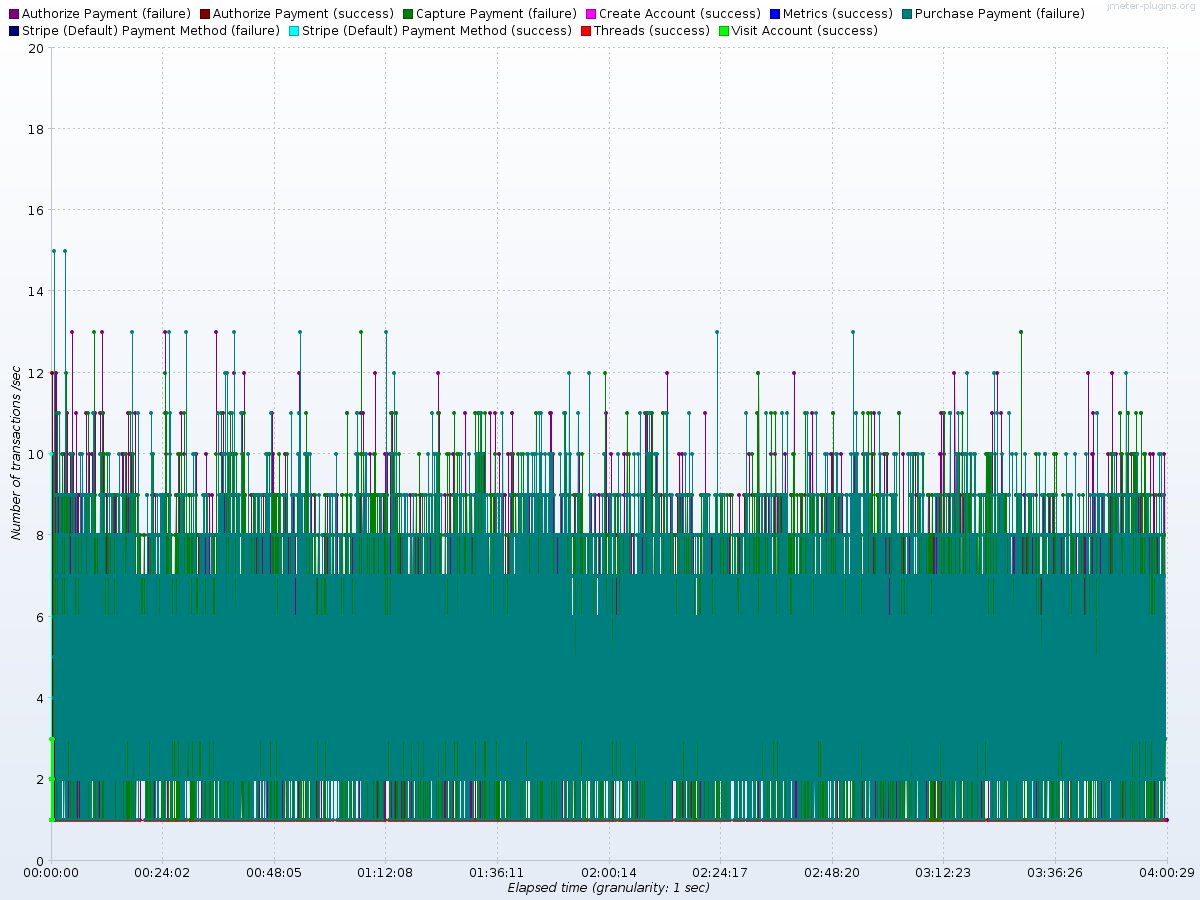 jmeter-plugins.org
Authorize Payment (failure) Authorize Payment (success) Capture Payment (failure) Create Account (success) Metrics (success) Purchase Payment (failure)
Stripe (Default) Payment Method (failure) Stripe (Default) Payment Method (success) Threads (success) Visit Account (success)
20
18
16
14
12
10
8
6
4
2
0
Number of transactions /sec
00:00:00 00:24:02 00:48:05 01:12:08 01:36:11 02:00:14 02:24:17 02:48:20 03:12:23 03:36:26 04:00:29
Elapsed time (granularity: 1 sec)